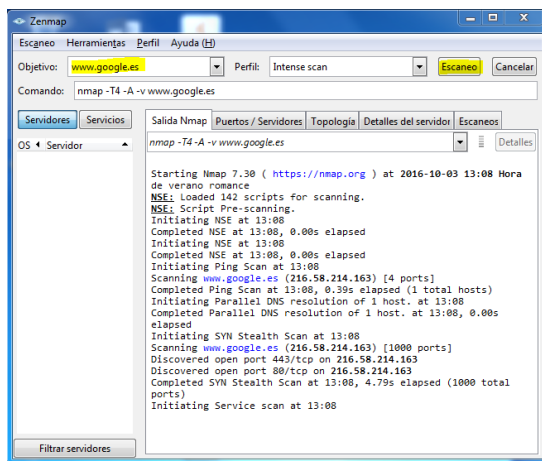 Zenmap
Escaneo Herramientas Perfil Ayuda (H)
Objetivo: www.google.es Perfil: Intense scan Escaneo Cancelar
Comando: nmap -T4 -A -v www.google.es
Servidores Servicios Salida Nmap Puertos / Servidores Topología Detalles del servidor Escaneos
OS Servidor nmap -T4 -A -v www.google.es Detalles
Starting Nmap 7.30 ( https://nmap.org ) at 2016-10-03 13:08 Hora
de verano romance
NSE: Loaded 142 scripts for scanning.
NSE: Script Pre-scanning.
Initiating NSE at 13:08
Completed NSE at 13:08, 0.00s elapsed
Initiating NSE at 13:08
Completed NSE at 13:08, 0.00s elapsed
Initiating Ping Scan at 13:08
Scanning www.google.es (216.58.214.163) [4 ports]
Completed Ping Scan at 13:08, 0.39s elapsed (1 total hosts)
Initiating Parallel DNS resolution of 1 host. at 13:08
Completed Parallel DNS resolution of 1 host. at 13:08, 0.00s
elapsed
Initiating SYN Stealth Scan at 13:08
Scanning www.google.es (216.58.214.163) [1000 ports]
Discovered open port 443/tcp on 216.58.214.163
Discovered open port 80/tcp on 216.58.214.163
Completed SYN Stealth Scan at 13:08, 4.79s elapsed (1000 total
ports)
Initiating Service scan at 13:08
Filtrar servidores